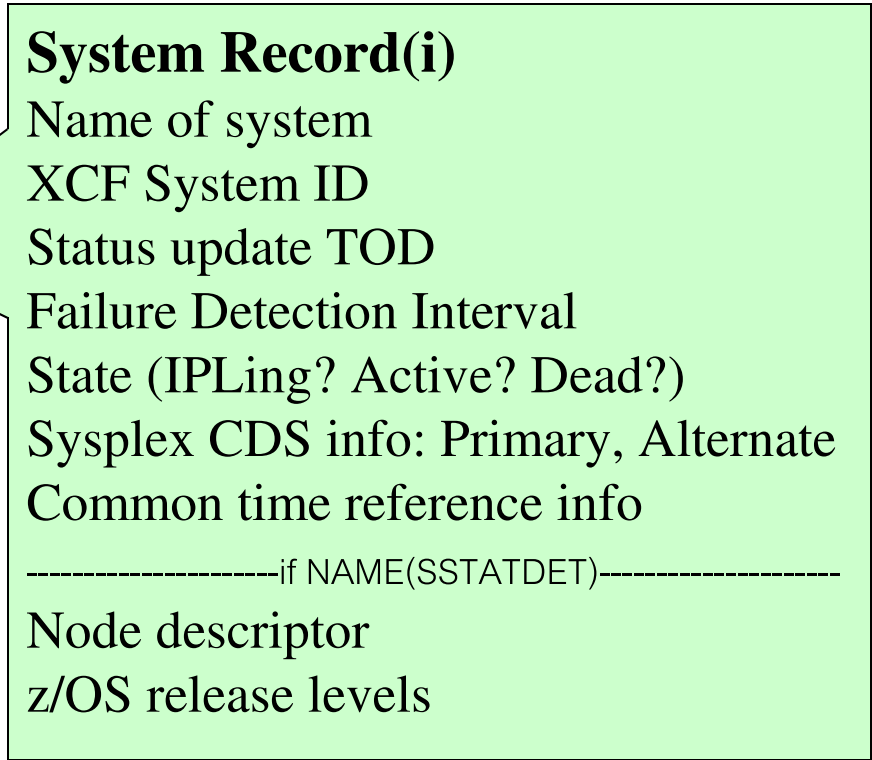 System Record(i)
Name of system
XCF System ID
Status update TOD
Failure Detection Interval
State (IPLing? Active? Dead?)
Sysplex CDS info: Primary, Alternate
Common time reference info
----------------------if NAME(SSTATDET)---------------------
Node descriptor
z/OS release levels